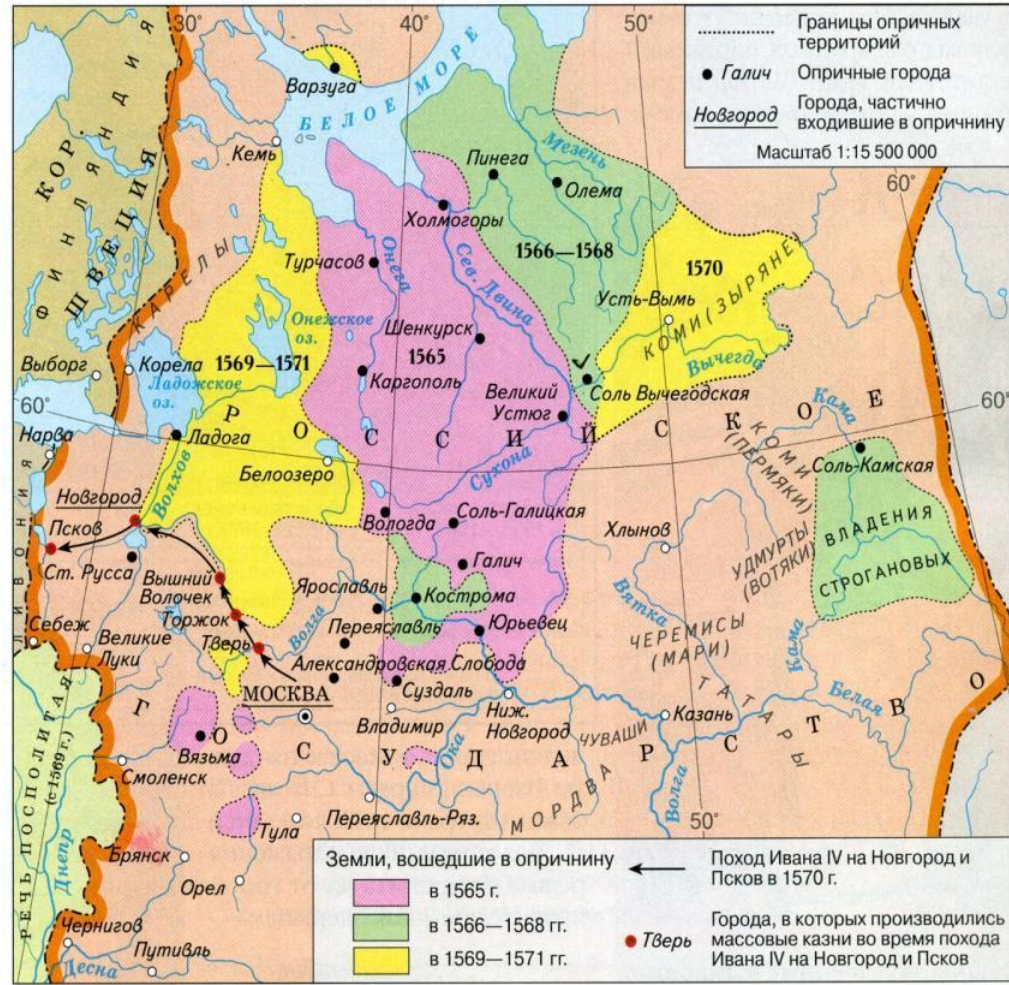 30°
40°
50°
Границы опричных
территорий
Галич Опричные города
Новгород Города, частично
входившие в опричнину
Масштаб 1:15 500 000
60°
Варзуга
БЕЛОЕ МОРЕ
Кемь
КОР.
ФИНЛЯНДИЯ
ШВЕЦИЯ
КАРЕЛЫ
Пинега
Мезень
Олема
Холмогоры
1566—1568
Турчасов
Онега
Сев. Двина
1570
Усть-Вымь
КОМИ (ЗЫРЯНЕ)
Онежское
оз.
Шенкурск
1565
Вычегда
Выборг
Корела
1569—1571
Каргополь
Ладожское
оз.
Великий
Устюг
Соль Вычегодская
60°
60°
РОССИЙСКОЕ
Кама
КОМИ
(ПЕРМЯКИ)
Нарва
Ладога
Белоозеро
Сухона
Соль-Камская
Волхов
Новгород
Псков
Вологда
Соль-Галицкая
Хлынов
ВЛАДЕНИЯ
СТРОГАНОВЫХ
УДМУРТЫ
(ВОТЯКИ)
ЛИВОНИЯ
Ст. Русса
Галич
Вышний
Волочек
Ярославль
Кострома
Вятка
Торжок
Волга
Переяславль
Юрьевец
ЧЕРЕМИСЫ
(МАРИ)
Кама
Себеж
Великие
Луки
Тверь
Александровская Слобода
МОСКВА
Суздаль
ТАТАРЫ
Белая
Владимир
Ниж.
Новгород
Казань
ЧУВАШИ
ГОСУДАРСТВО
Вязьма
Ока
Смоленск
РЕЧЬ ПОСПОЛИТАЯ
(с 1569 г.)
МОРДВА
Волга
Переяславль-Ряз.
50°
Тула
Днепр
Брянск
Орел
Чернигов
Путивль
Десна
Земли, вошедшие в опричнину
в 1565 г.
в 1566—1568 гг.
в 1569—1571 гг.
Поход Ивана IV на Новгород и
Псков в 1570 г.
Тверь Города, в которых производились
массовые казни во время похода
Ивана IV на Новгород и Псков